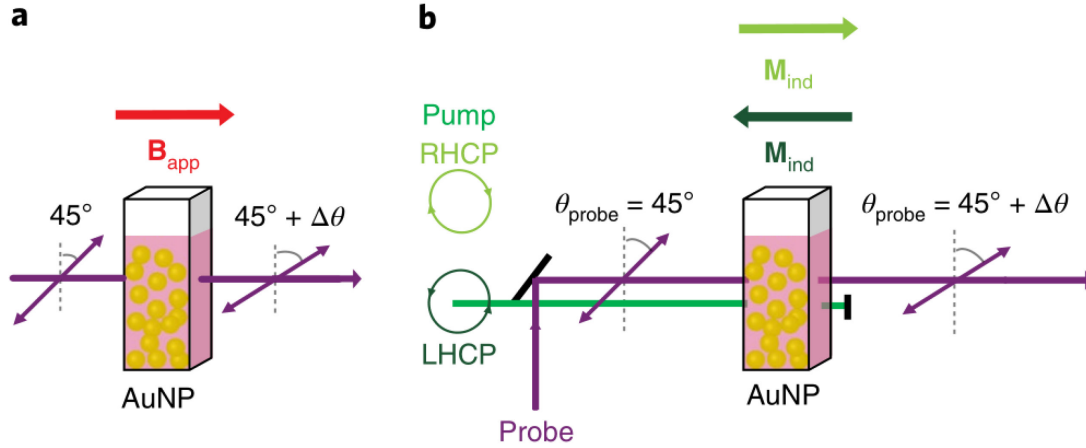 a
B_app
45°
45° + Δθ
AuNP
b
M_ind
M_ind
Pump
RHCP
θ_probe = 45°
θ_probe = 45° + Δθ
LHCP
AuNP
Probe